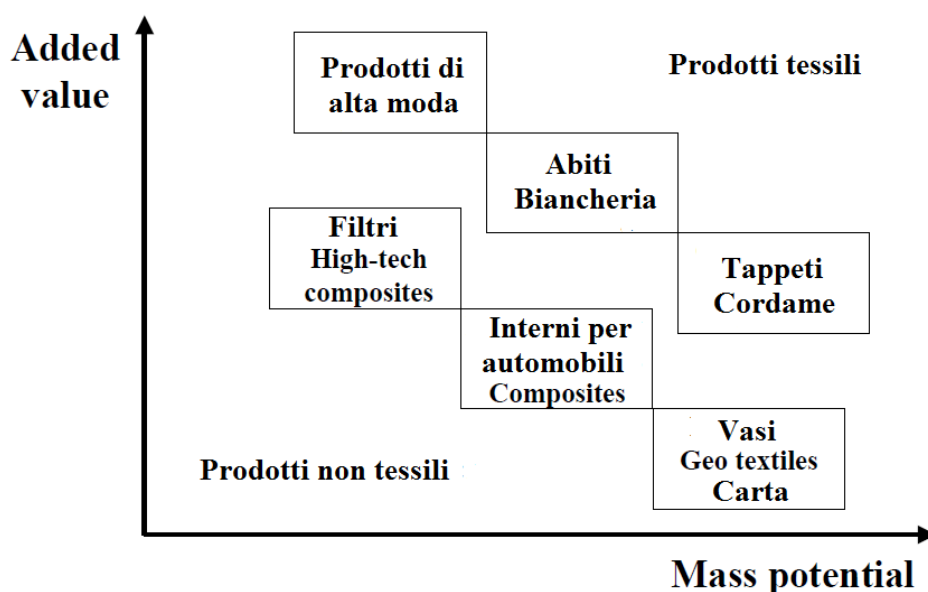 Added
value
Prodotti di
alta moda
Prodotti tessili
Abiti
Biancheria
Filtri
High-tech
composites
Tappeti
Cordame
Interni per
automobili
Composites
Vasi
Geo textiles
Carta
Prodotti non tessili
Mass potential